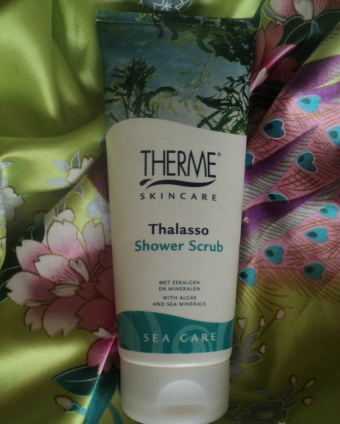 THERME®
SKINCARE
Thalasso
Shower Scrub
MET ZEEALGEN
EN MINERALEN
WITH ALGAE
AND SEA MINERALS
SEA CARE